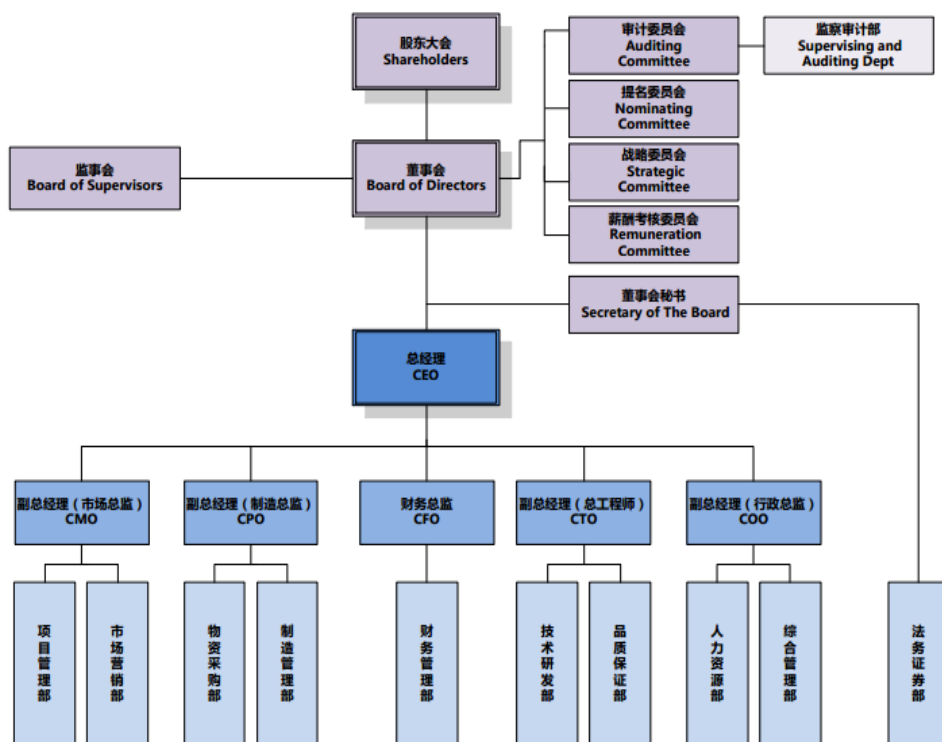 股东大会
Shareholders
审计委员会
Auditing
Committee
监察审计部
Supervising and
Auditing Dept
提名委员会
Nominating
Committee
监事会
Board of Supervisors
董事会
Board of Directors
战略委员会
Strategic
Committee
薪酬考核委员会
Remuneration
Committee
董事会秘书
Secretary of The Board
总经理
CEO
副总经理（市场总监）
CMO
副总经理（制造总监）
CPO
财务总监
CFO
副总经理（总工程师）
CTO
副总经理（行政总监）
COO
项目管理部
市场营销部
物资采购部
制造管理部
财务管理部
技术研发部
品质保证部
人力资源部
综合管理部
法务证券部